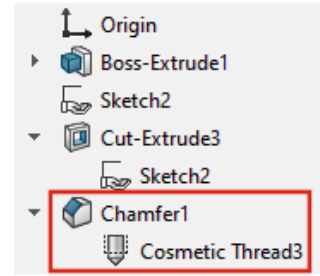 Origin
Boss-Extrude1
Sketch2
Cut-Extrude3
Sketch2
Chamfer1
Cosmetic Thread3